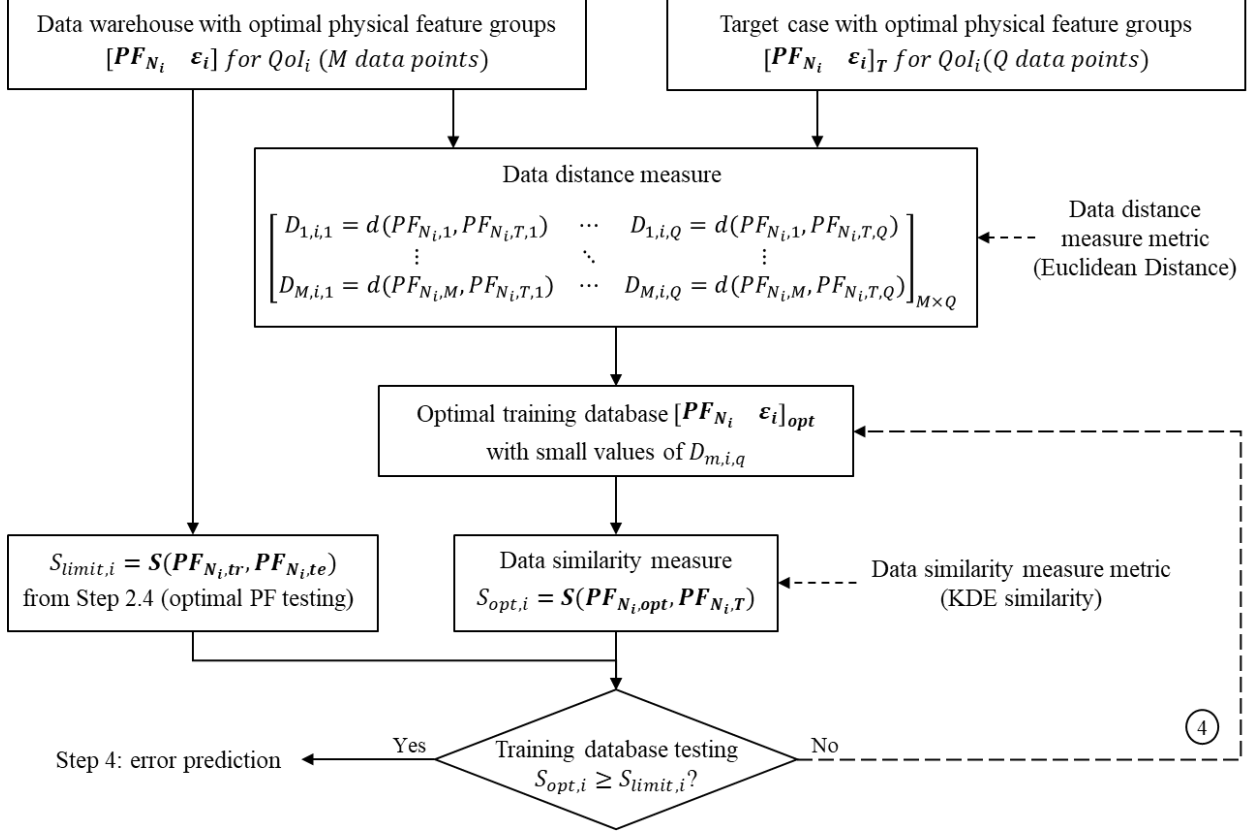 Data warehouse with optimal physical feature groups
[PF_{N_i} ε_i] for QoI_i (M data points)
Target case with optimal physical feature groups
[PF_{N_i} ε_i]_T for QoI_i(Q data points)
Data distance measure
D_{1,i,1} = d(PF_{N_i,1}, PF_{N_i,T,1}) ⋯ D_{1,i,Q} = d(PF_{N_i,1}, PF_{N_i,T,Q})
⋮ ⋱ ⋮
D_{M,i,1} = d(PF_{N_i,M}, PF_{N_i,T,1}) ⋯ D_{M,i,Q} = d(PF_{N_i,M}, PF_{N_i,T,Q})
M×Q
Data distance
measure metric
(Euclidean Distance)
Optimal training database [PF_{N_i} ε_i]_{opt}
with small values of D_{m,i,q}
S_{limit,i} = S(PF_{N_i,tr}, PF_{N_i,te})
from Step 2.4 (optimal PF testing)
Data similarity measure
S_{opt,i} = S(PF_{N_i,opt}, PF_{N_i,T})
Data similarity measure metric
(KDE similarity)
4
Yes
No
Training database testing
S_{opt,i} ≥ S_{limit,i}?
Step 4: error prediction